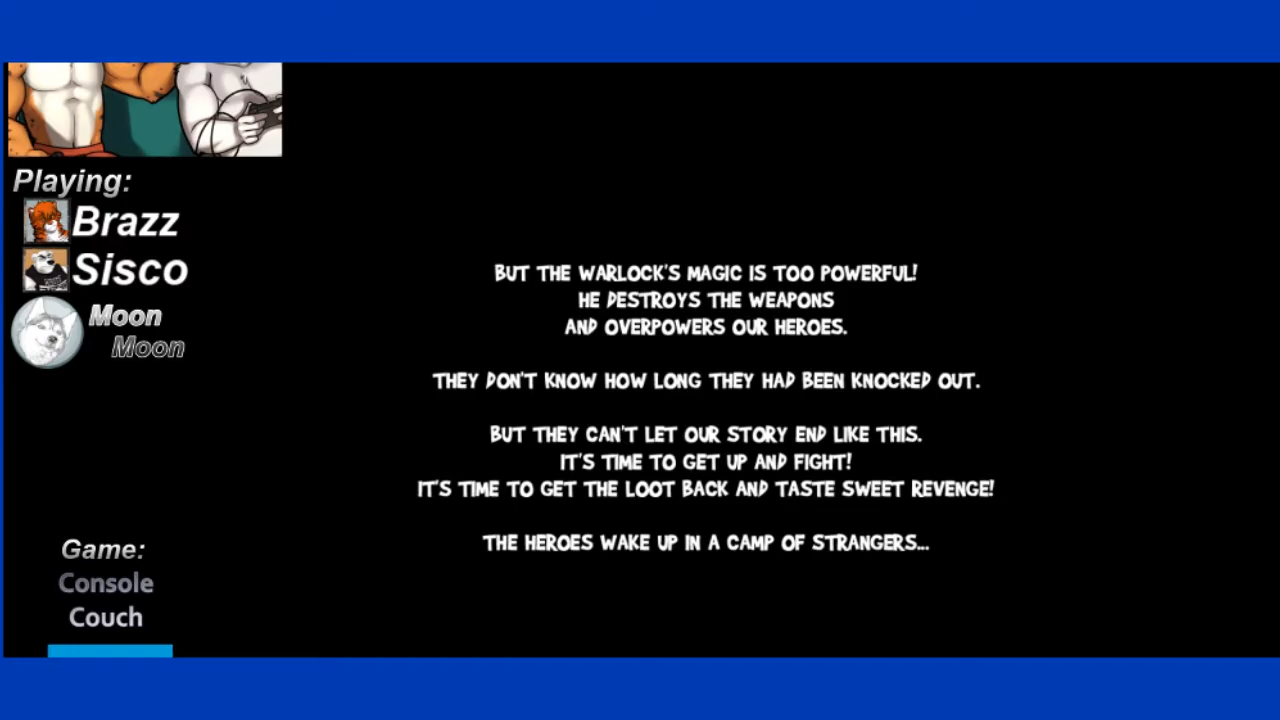 Playing:
Brazz
Sisco
Moon
Moon
Game:
Console
Couch
BUT THE WARLOCK'S MAGIC IS TOO POWERFUL!
HE DESTROYS THE WEAPONS
AND OVERPOWERS OUR HEROES.
THEY DON'T KNOW HOW LONG THEY HAD BEEN KNOCKED OUT.
BUT THEY CAN'T LET OUR STORY END LIKE THIS.
IT'S TIME TO GET UP AND FIGHT!
IT'S TIME TO GET THE LOOT BACK AND TASTE SWEET REVENGE!
THE HEROES WAKE UP IN A CAMP OF STRANGERS...